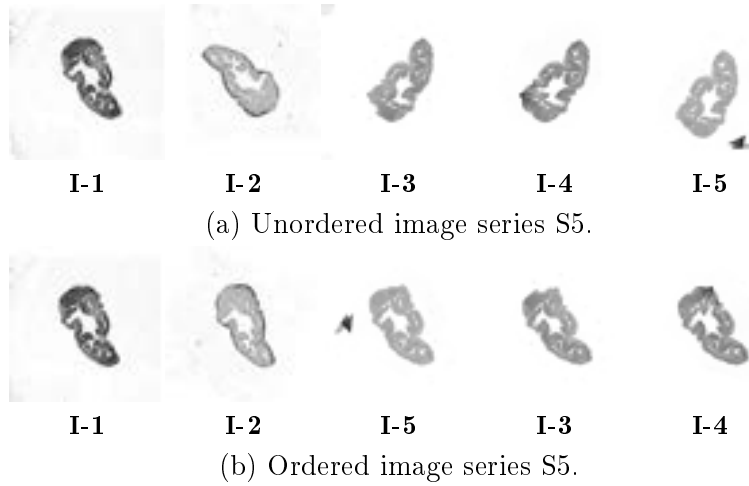 I-1 I-2 I-3 I-4 I-5
(a) Unordered image series S5.
I-1 I-2 I-5 I-3 I-4
(b) Ordered image series S5.